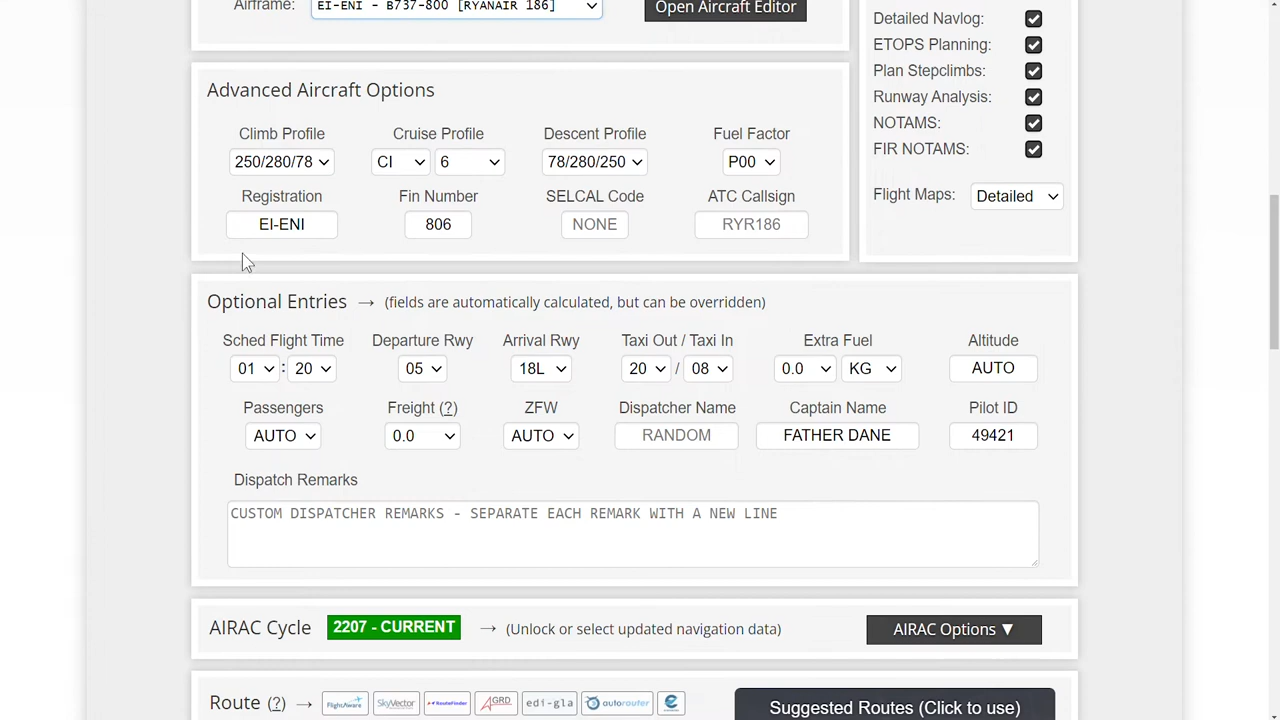 Airframe: EI-ENI - B737-800 [RYANAIR 186] Open Aircraft Editor
Detailed Navlog:
ETOPS Planning:
Plan Stepclimbs:
Runway Analysis:
NOTAMS:
FIR NOTAMS:
Flight Maps: Detailed
Advanced Aircraft Options
Climb Profile Cruise Profile Descent Profile Fuel Factor
250/280/78 CI 6 78/280/250 P00
Registration Fin Number SELCAL Code ATC Callsign
EI-ENI 806 NONE RYR186
Optional Entries → (fields are automatically calculated, but can be overridden)
Sched Flight Time Departure Rwy Arrival Rwy Taxi Out / Taxi In Extra Fuel Altitude
01 : 20 05 18L 20 / 08 0.0 KG AUTO
Passengers Freight (?) ZFW Dispatcher Name Captain Name Pilot ID
AUTO 0.0 AUTO RANDOM FATHER DANE 49421
Dispatch Remarks
CUSTOM DISPATCHER REMARKS - SEPARATE EACH REMARK WITH A NEW LINE
AIRAC Cycle 2207 - CURRENT → (Unlock or select updated navigation data) AIRAC Options ▼
Route (?) → FlightAware SkyVector RouteFinder AGRD edi-gla autorouter Suggested Routes (Click to use)